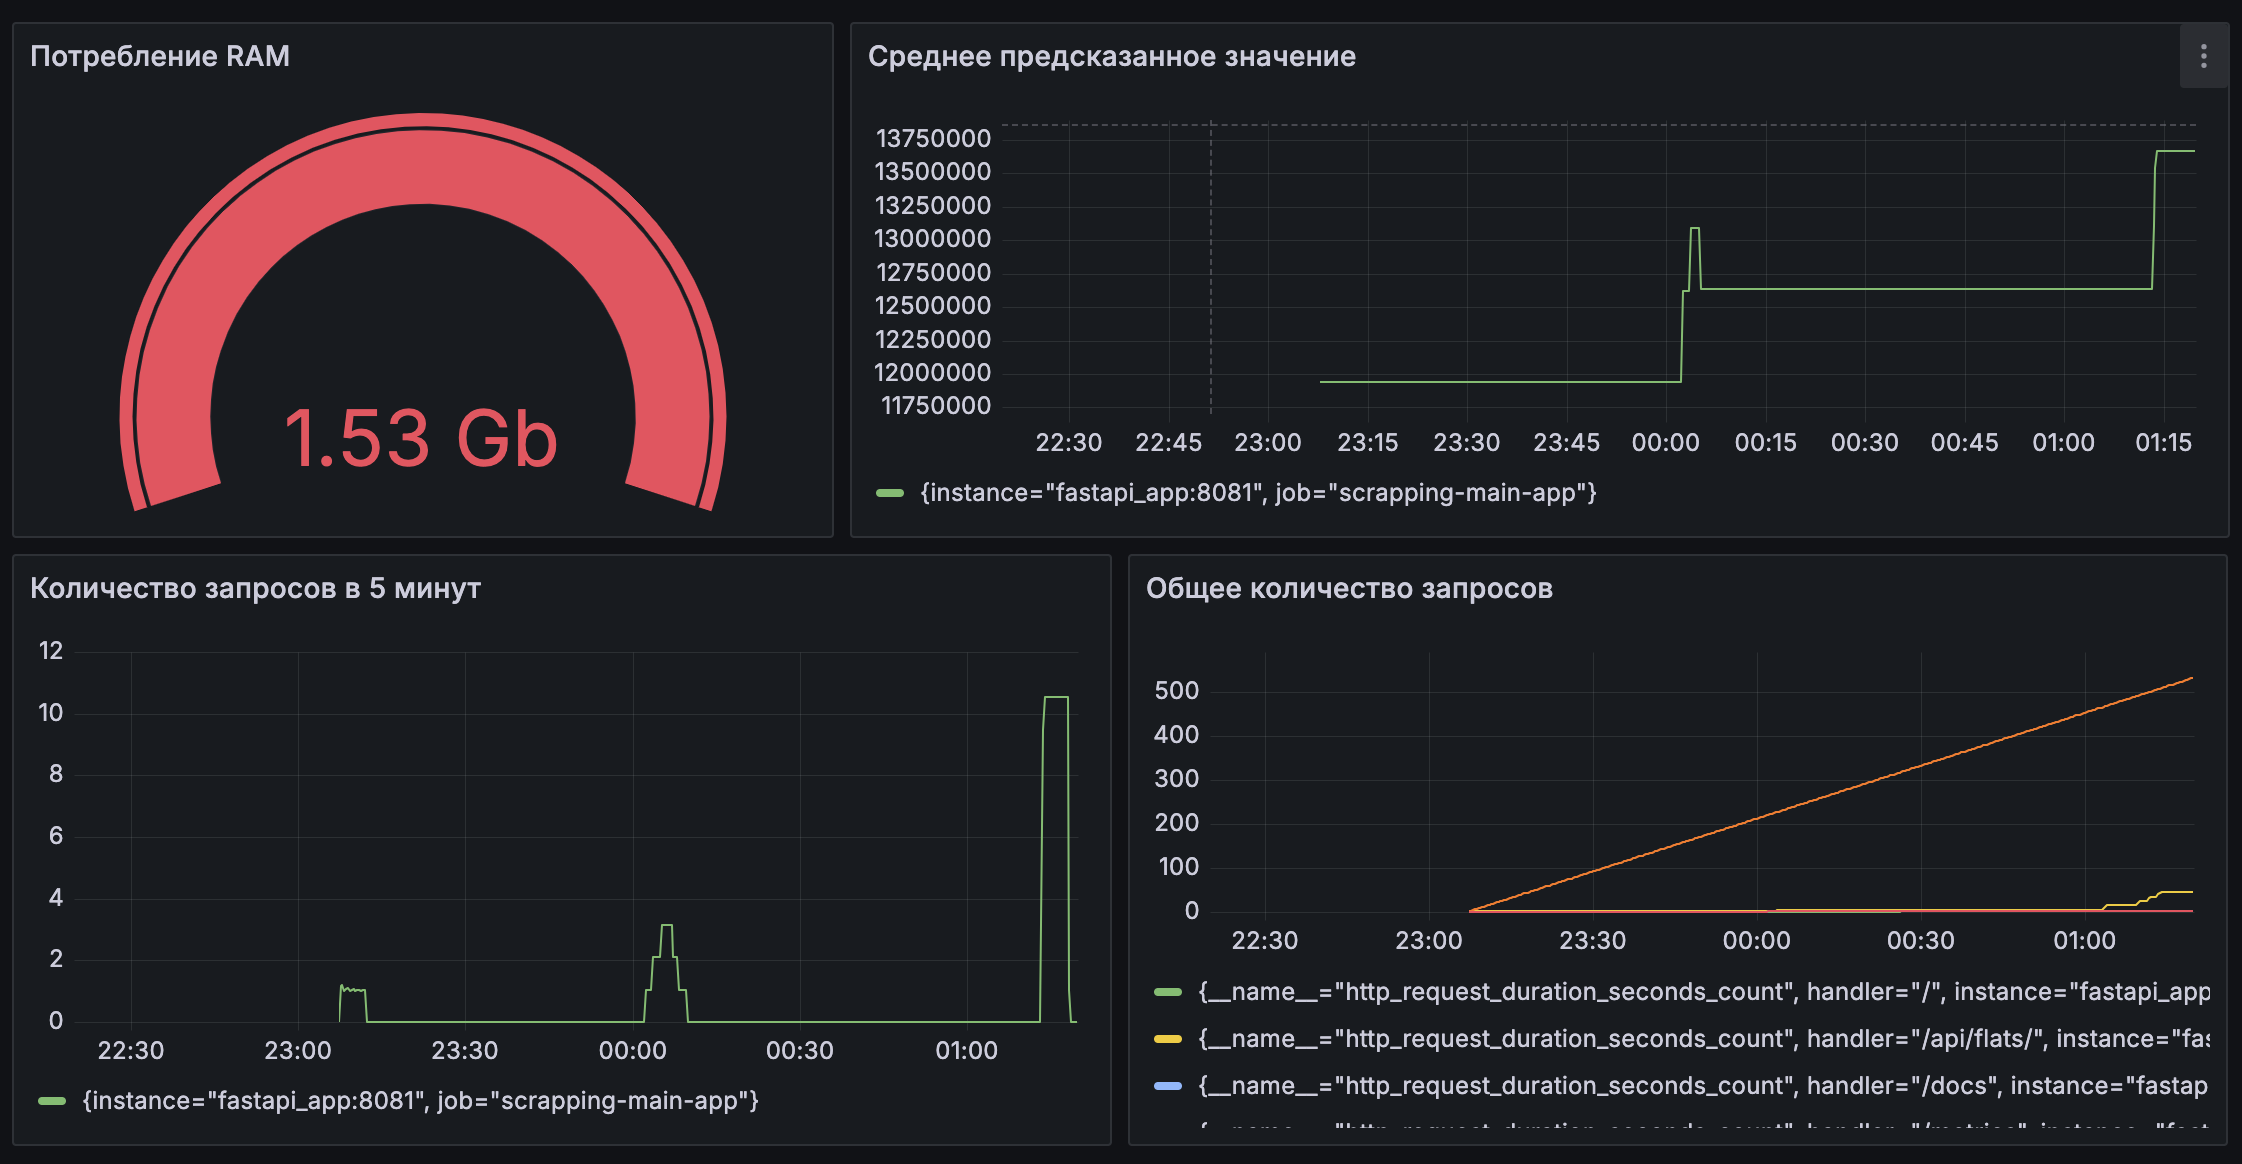 Потребление RAM
1.53 Gb
Среднее предсказанное значение
13750000
13500000
13250000
13000000
12750000
12500000
12250000
12000000
11750000
22:30 22:45 23:00 23:15 23:30 23:45 00:00 00:15 00:30 00:45 01:00 01:15
{instance="fastapi_app:8081", job="scrapping-main-app"}
Количество запросов в 5 минут
12
10
8
6
4
2
0
22:30 23:00 23:30 00:00 00:30 01:00
{instance="fastapi_app:8081", job="scrapping-main-app"}
Общее количество запросов
500
400
300
200
100
0
22:30 23:00 23:30 00:00 00:30 01:00
{__name__="http_request_duration_seconds_count", handler="/", instance="fastapi_app
{__name__="http_request_duration_seconds_count", handler="/api/flats/", instance="fas
{__name__="http_request_duration_seconds_count", handler="/docs", instance="fastap